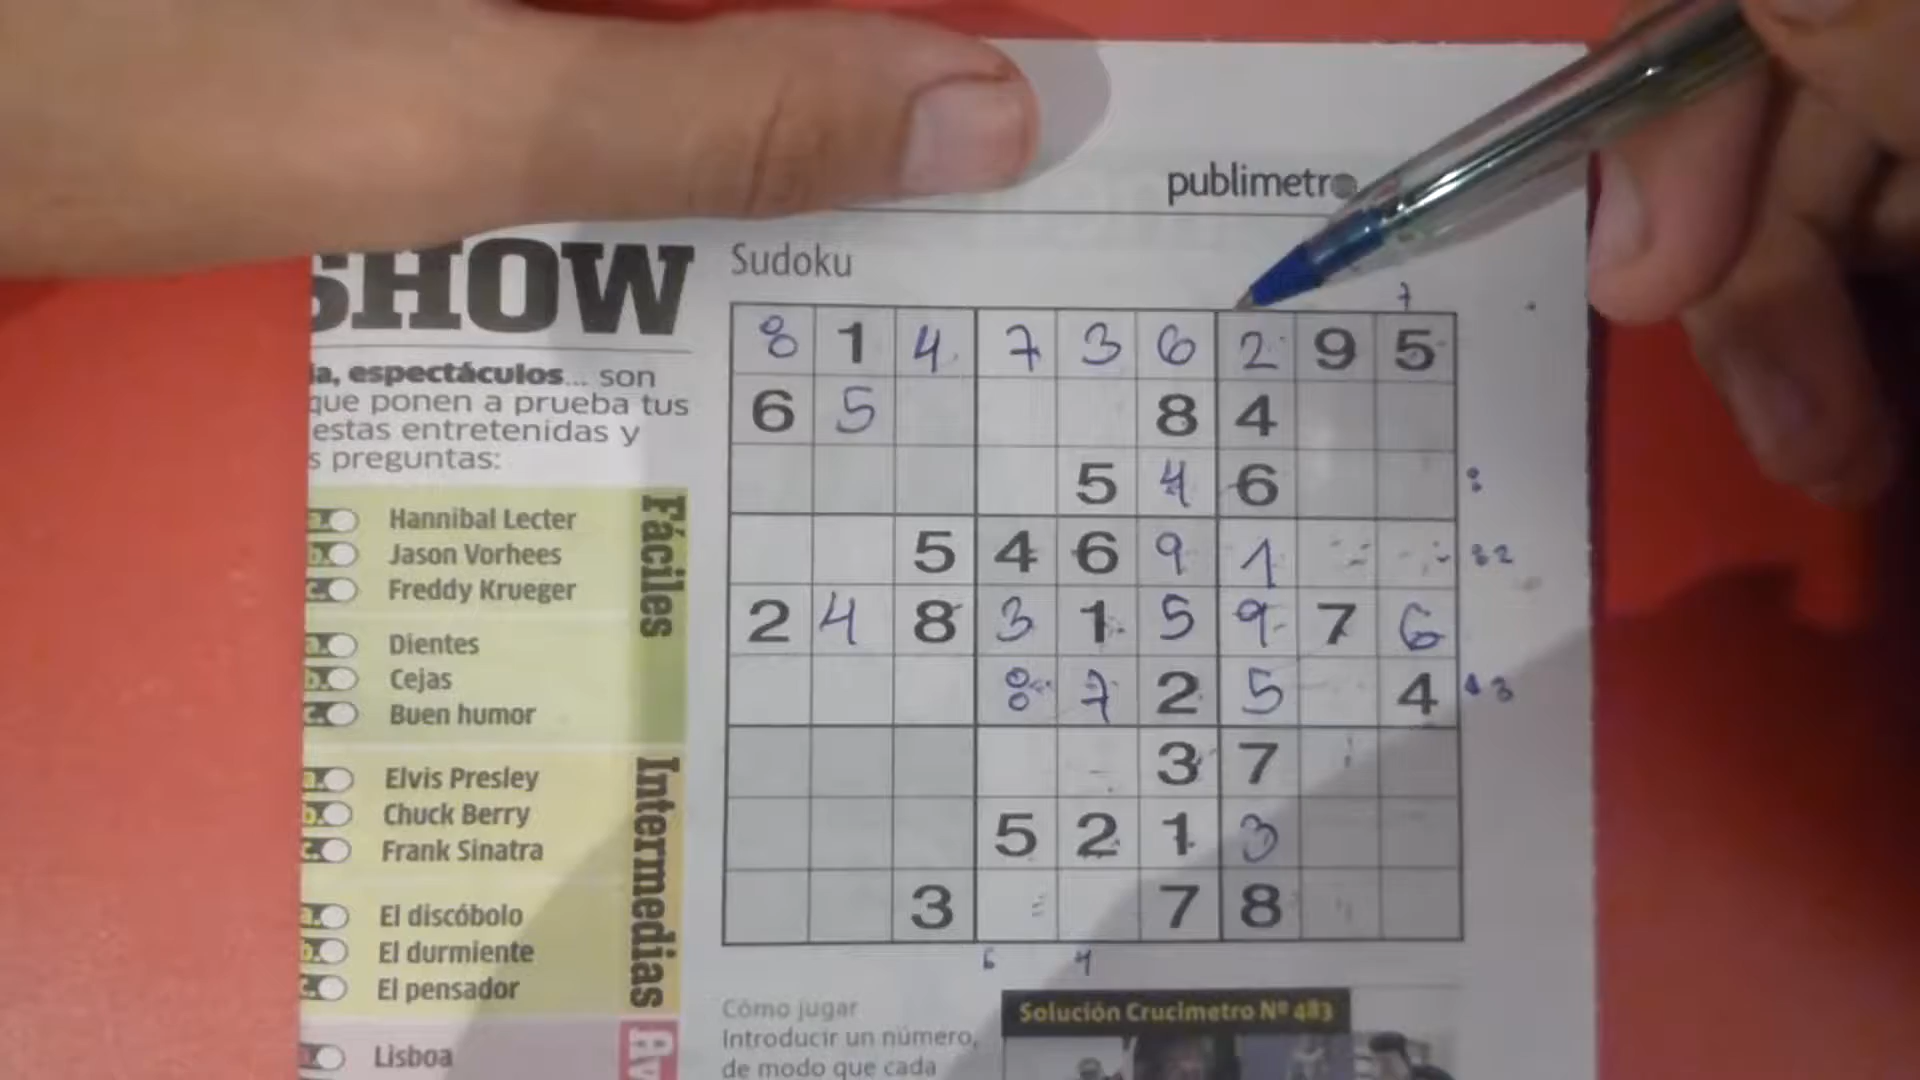 SHOW
ia, espectáculos... son
que ponen a prueba tus
estas entretenidas y
s preguntas:
Fáciles
a. Hannibal Lecter
b. Jason Vorhees
c. Freddy Krueger
a. Dientes
b. Cejas
c. Buen humor
Intermedias
a. Elvis Presley
b. Chuck Berry
c. Frank Sinatra
a. El discóbolo
b. El durmiente
c. El pensador
Av
Lisboa
publimetro
Sudoku
7
8 1 4 7 3 6 2 9 5
6 5 8 4
5 4 6
5 4 6 9 1
2 4 8 3 1 5 9 7 6
8 7 2 5 4
3 7
5 2 1 3
3 7 8
6 4
Cómo jugar
Introducir un número,
de modo que cada
Solución Crucimetro Nº 483